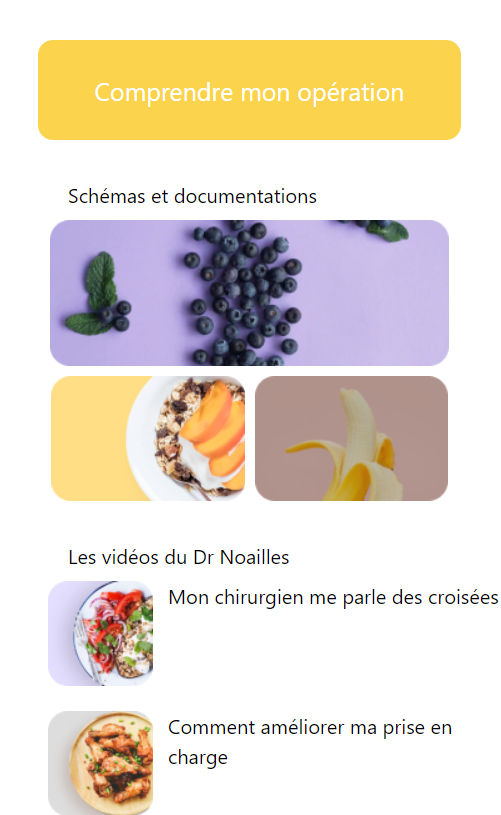 Comprendre mon opération
Schémas et documentations
Les vidéos du Dr Noailles
Mon chirurgien me parle des croisées
Comment améliorer ma prise en
charge